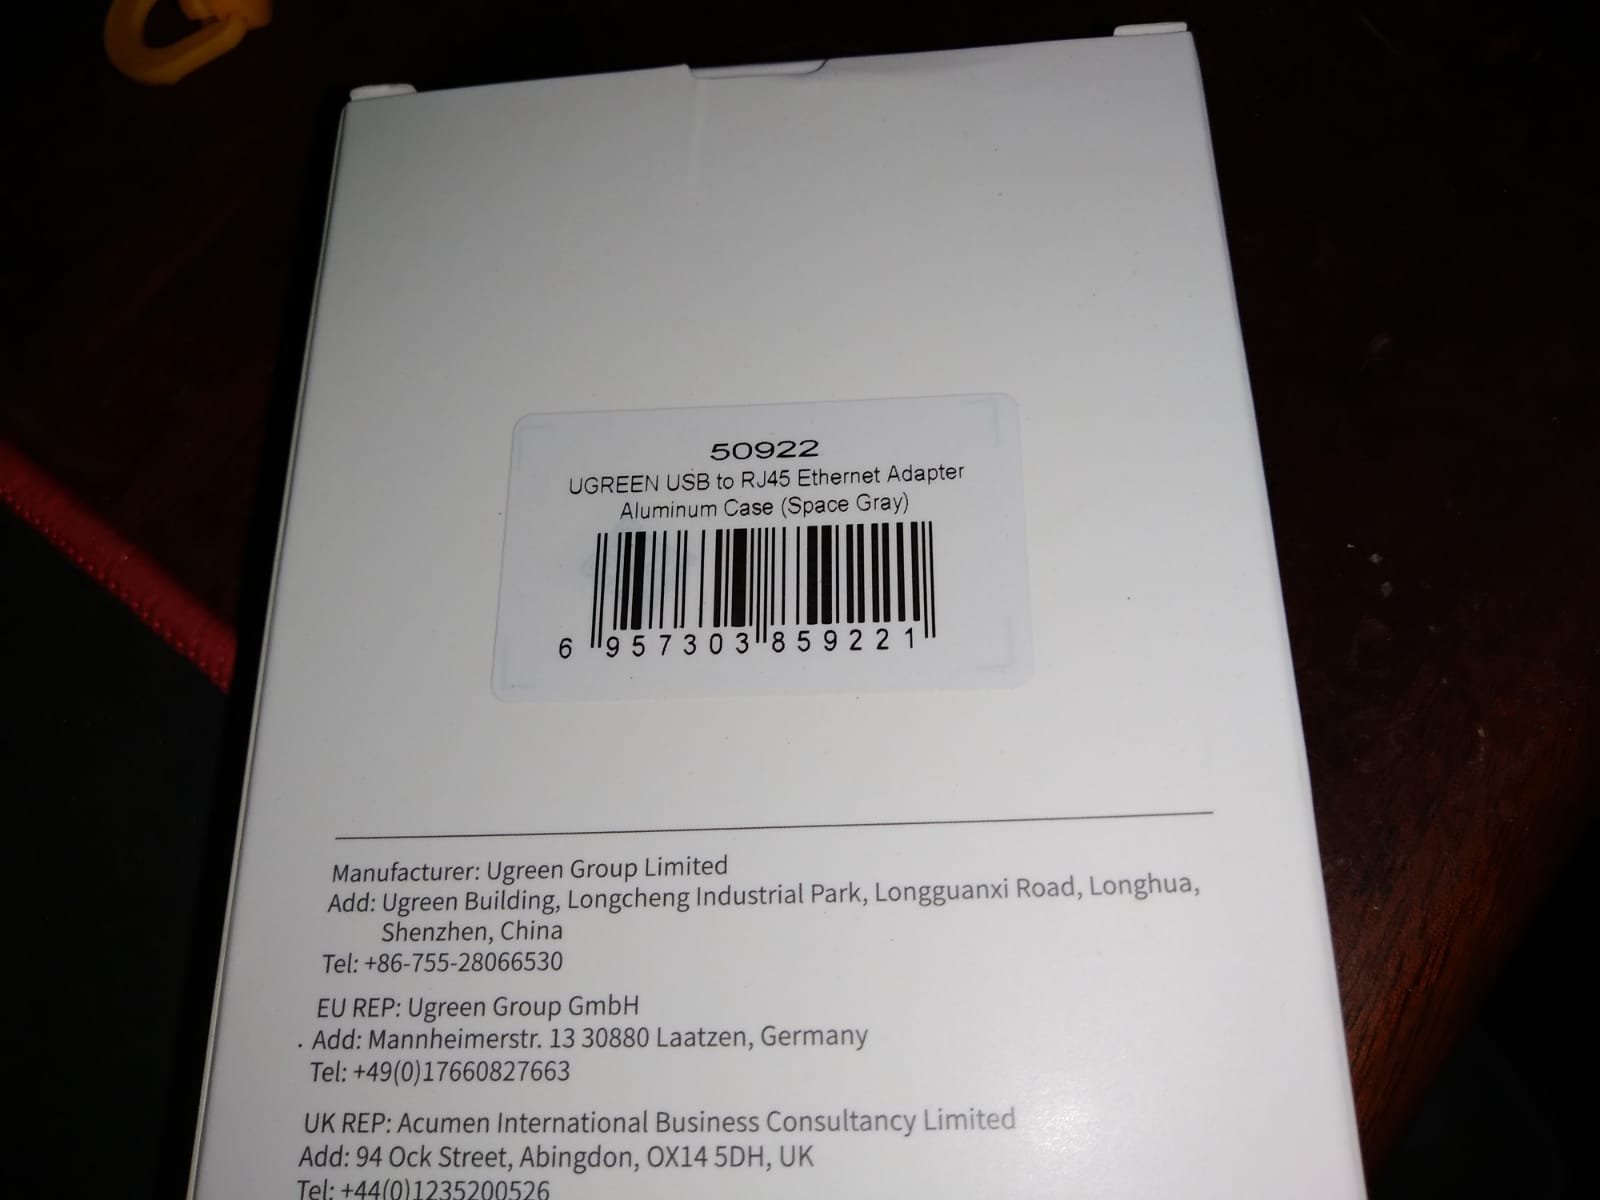 50922
UGREEN USB to RJ45 Ethernet Adapter
Aluminum Case (Space Gray)
6 957303 859221
Manufacturer: Ugreen Group Limited
Add: Ugreen Building, Longcheng Industrial Park, Longguanxi Road, Longhua,
Shenzhen, China
Tel: +86-755-28066530
EU REP: Ugreen Group GmbH
Add: Mannheimerstr. 13 30880 Laatzen, Germany
Tel: +49(0)17660827663
UK REP: Acumen International Business Consultancy Limited
Add: 94 Ock Street, Abingdon, OX14 5DH, UK
Tel: +44(0)1235200526